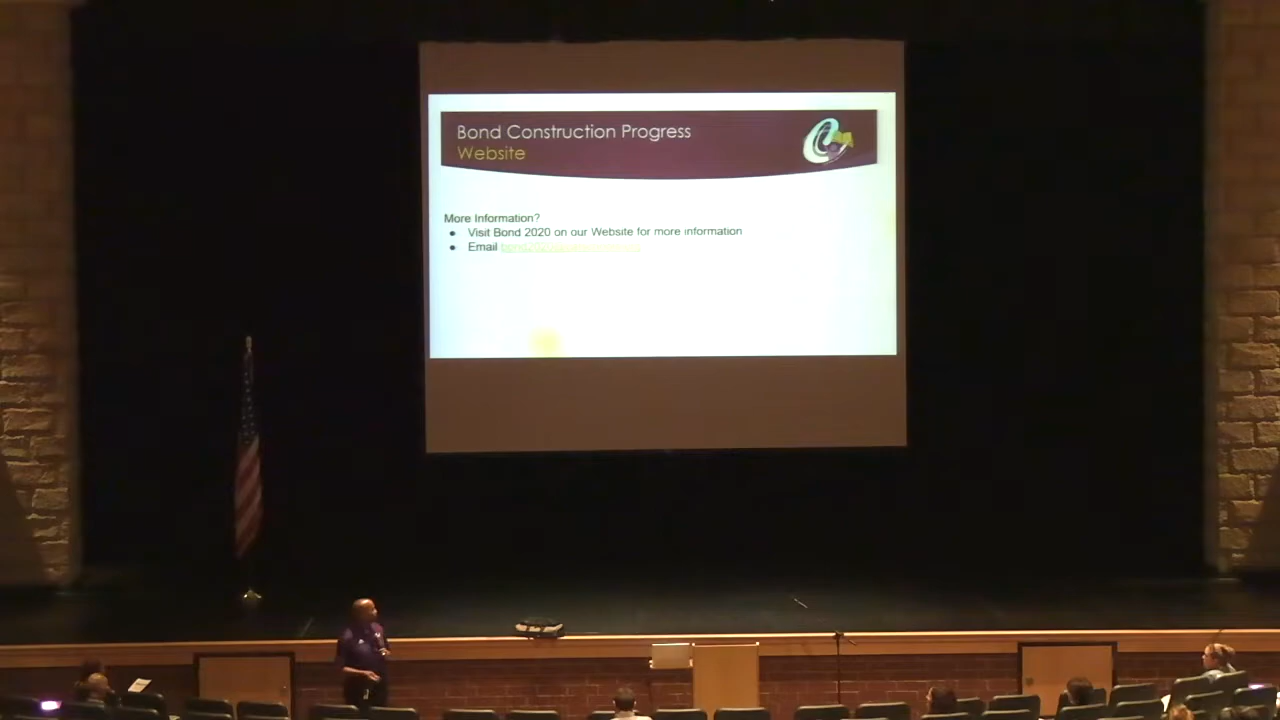 Bond Construction Progress
Website
More Information?
● Visit Bond 2020 on our Website for more information
● Email